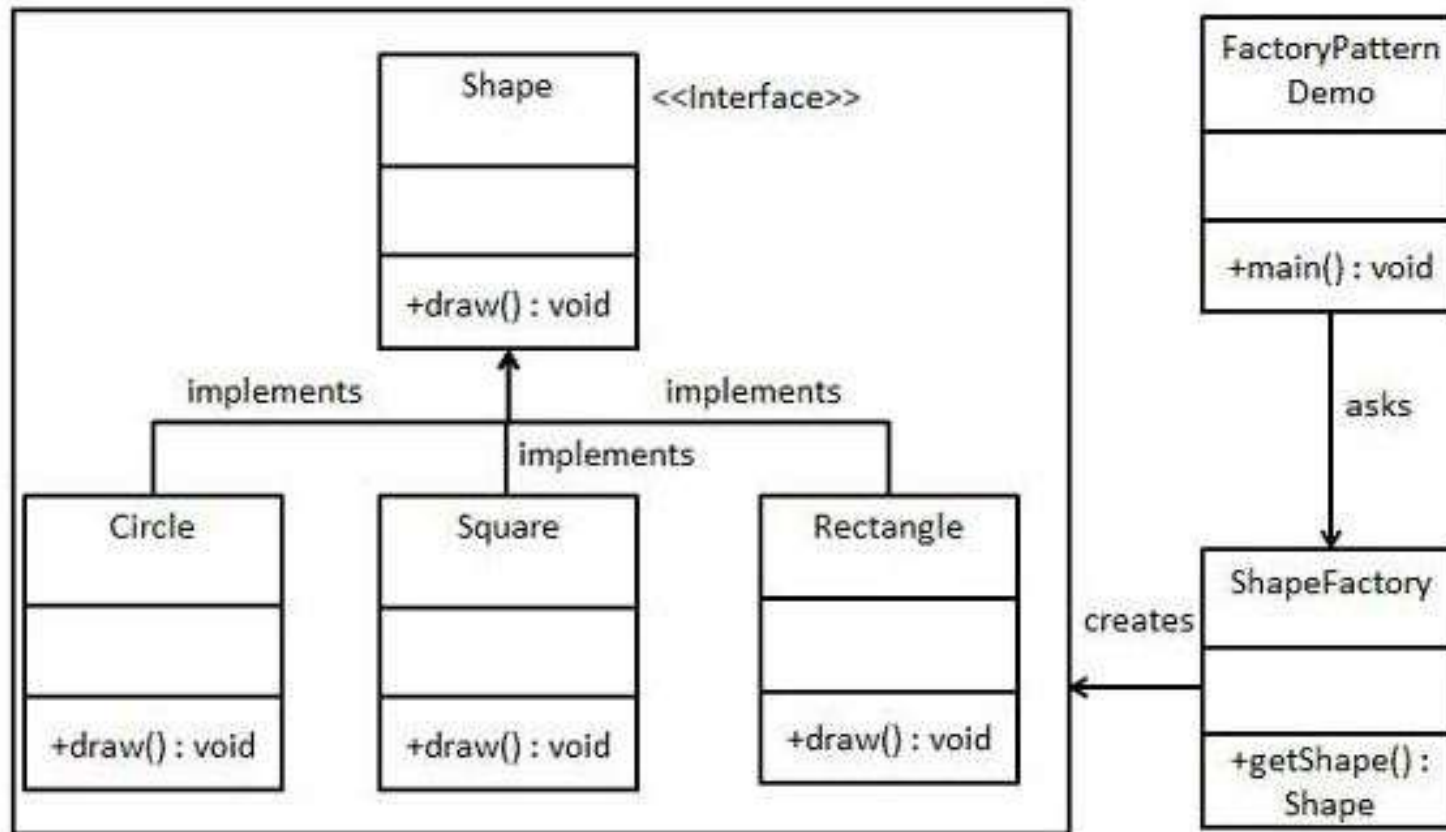 Shape
<<Interface>>
+draw() : void
implements
implements
implements
Circle
+draw() : void
Square
+draw() : void
Rectangle
+draw() : void
FactoryPattern
Demo
+main() : void
asks
ShapeFactory
+getShape() :
Shape
creates